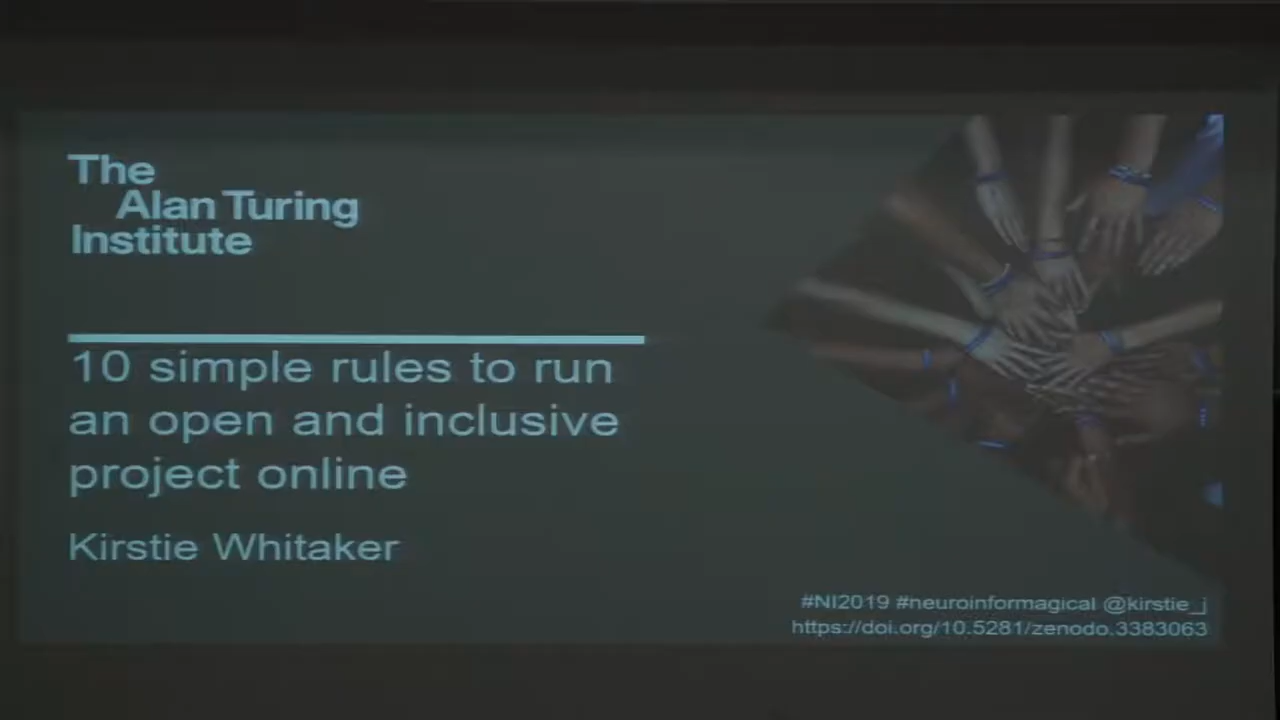 The
Alan Turing
Institute
10 simple rules to run
an open and inclusive
project online
Kirstie Whitaker
#NI2019 #neuroinformagical @kirstie_j
https://doi.org/10.5281/zenodo.3383063